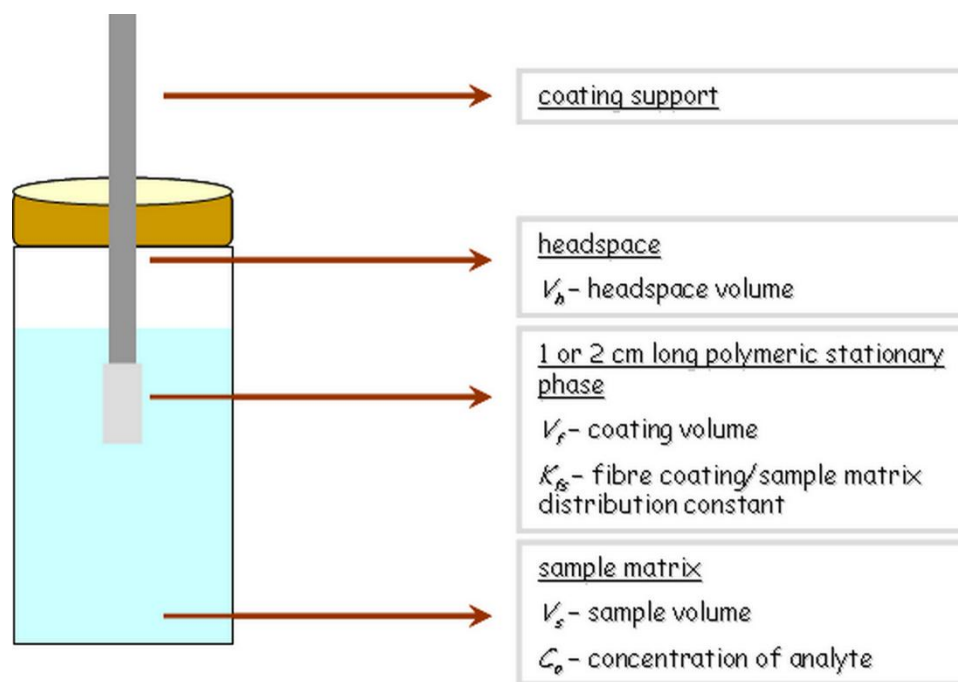 coating support
headspace
Vh – headspace volume
1 or 2 cm long polymeric stationary
phase
Vf – coating volume
Kfs – fibre coating/sample matrix
distribution constant
sample matrix
Vs – sample volume
Co – concentration of analyte